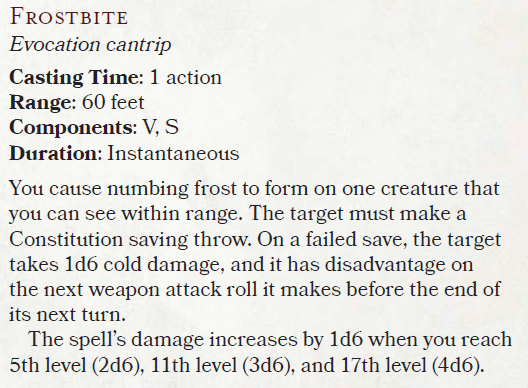 FROSTBITE
Evocation cantrip
Casting Time: 1 action
Range: 60 feet
Components: V, S
Duration: Instantaneous
You cause numbing frost to form on one creature that
you can see within range. The target must make a
Constitution saving throw. On a failed save, the target
takes 1d6 cold damage, and it has disadvantage on
the next weapon attack roll it makes before the end of
its next turn.
The spell's damage increases by 1d6 when you reach
5th level (2d6), 11th level (3d6), and 17th level (4d6).